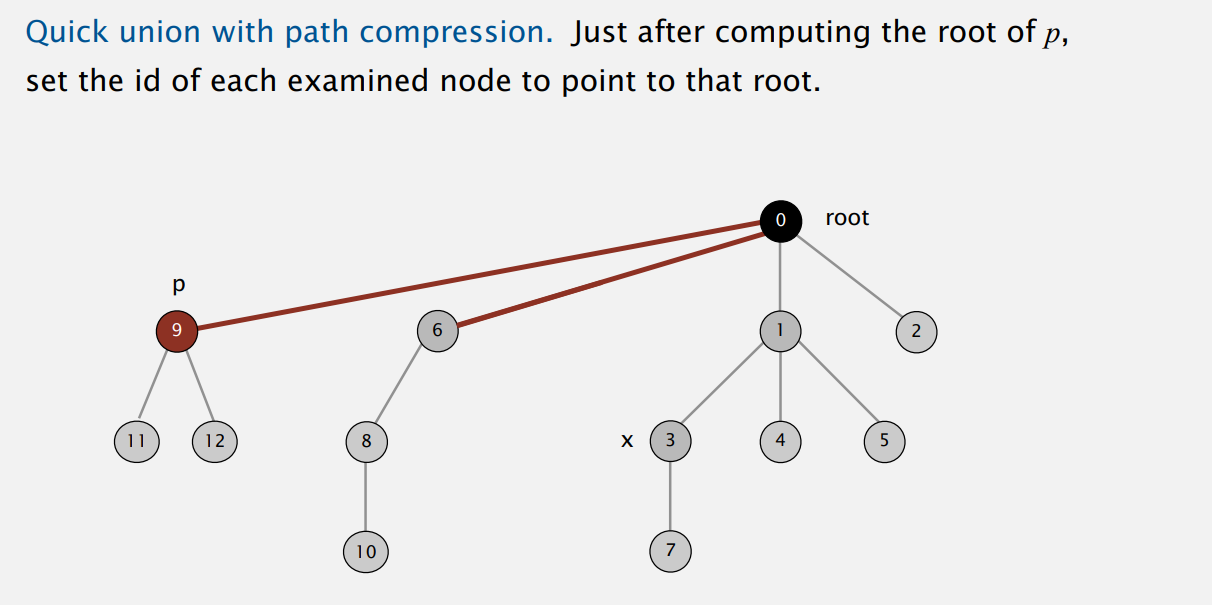 Quick union with path compression. Just after computing the root of p,
set the id of each examined node to point to that root.
0 root
p
9 6 1 2
11 12 8 x 3 4 5
10 7